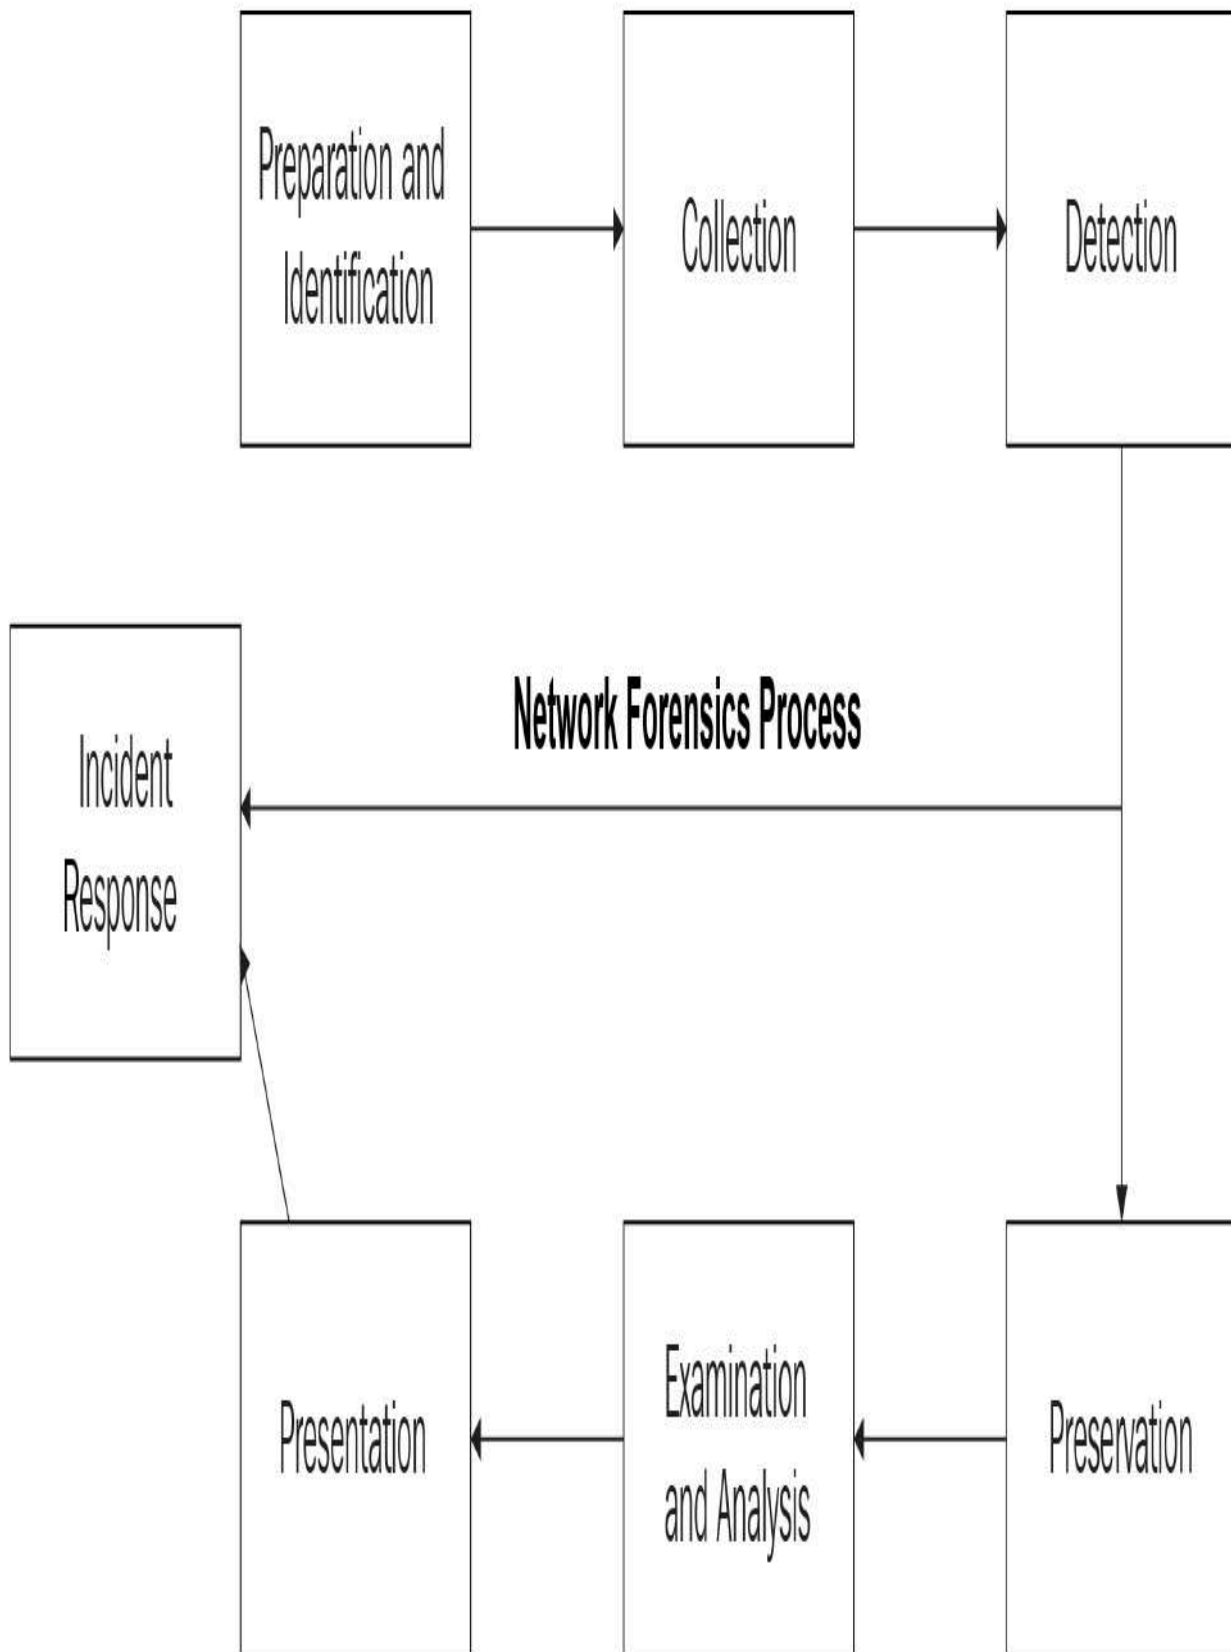 Preparation and
Identification
Collection
Detection
Network Forensics Process
Incident
Response
Presentation
Examination
and Analysis
Preservation